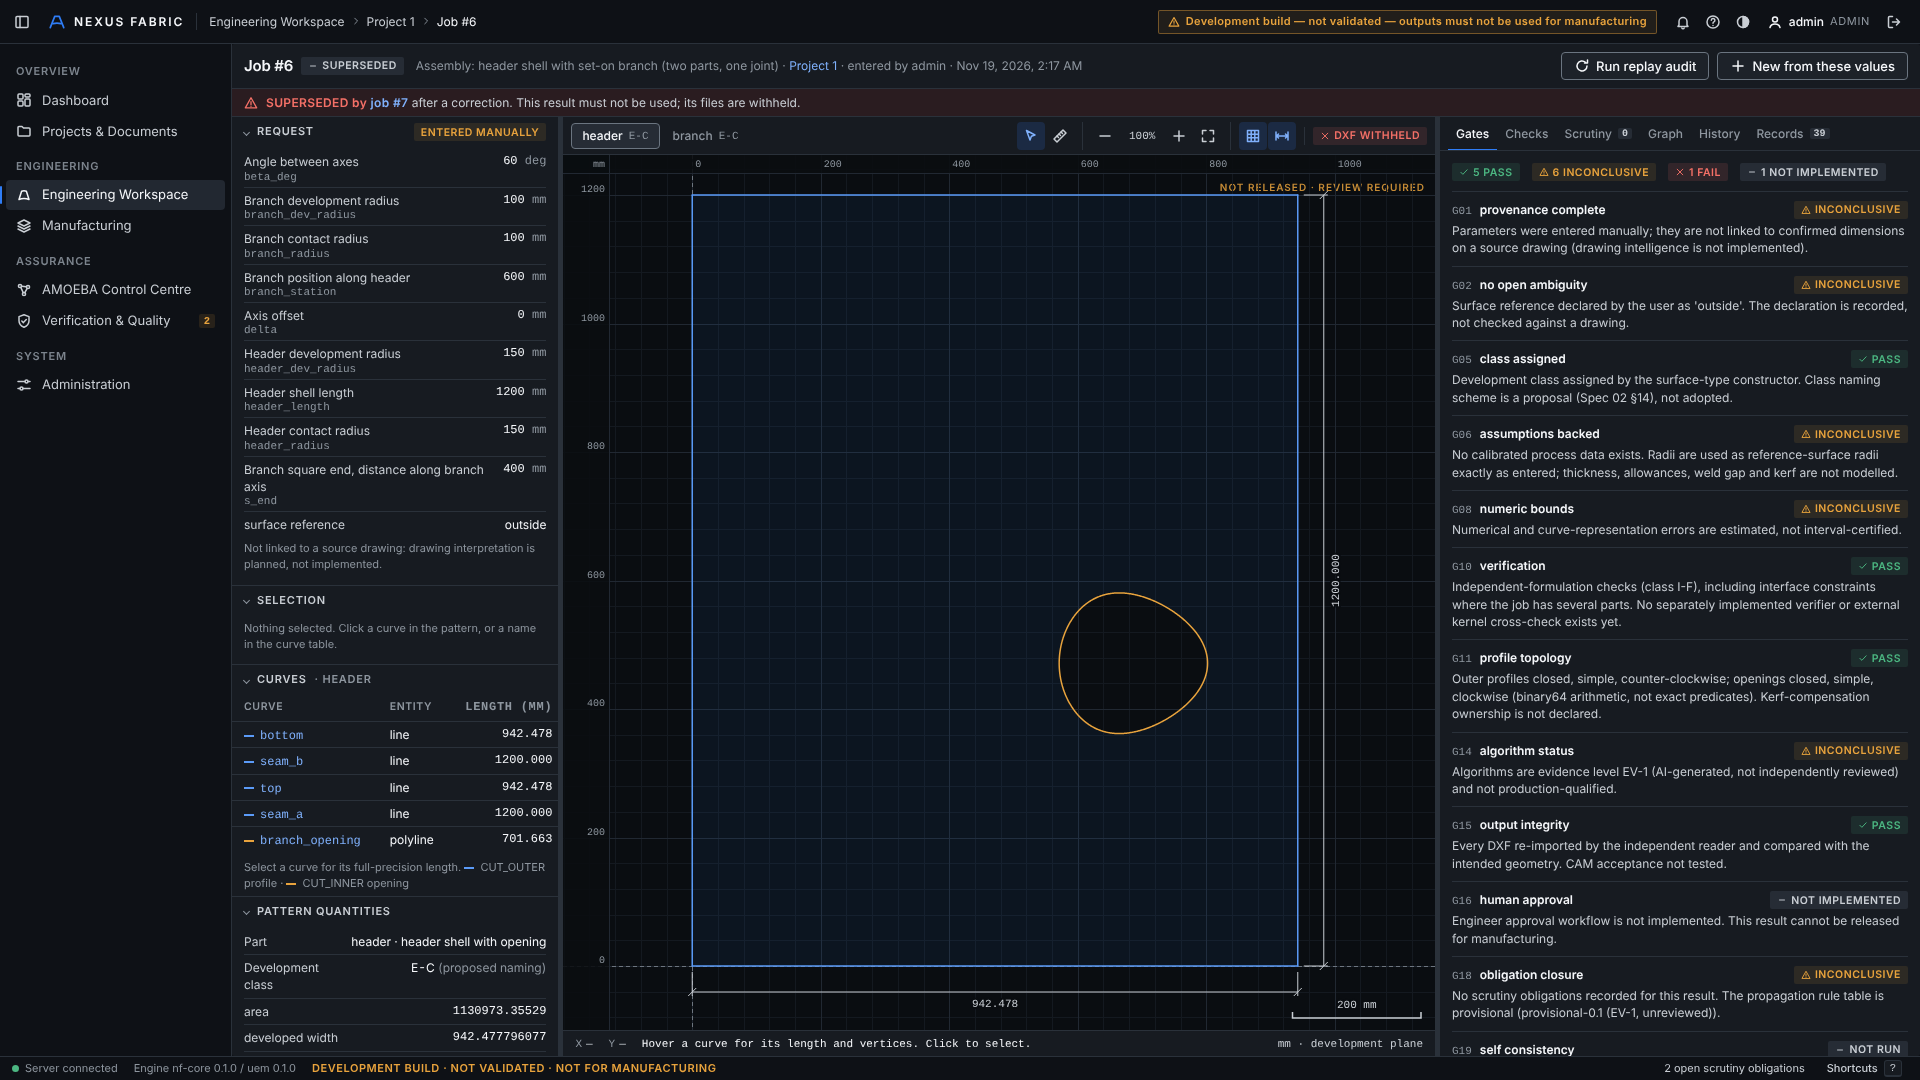 NEXUS FABRIC
Engineering Workspace > Project 1 > Job #6
Development build — not validated — outputs must not be used for manufacturing
admin ADMIN
OVERVIEW
Dashboard
Projects & Documents
ENGINEERING
Engineering Workspace
Manufacturing
ASSURANCE
AMOEBA Control Centre
Verification & Quality 2
SYSTEM
Administration
Job #6 – SUPERSEDED Assembly: header shell with set-on branch (two parts, one joint) · Project 1 · entered by admin · Nov 19, 2026, 2:17 AM
Run replay audit
New from these values
SUPERSEDED by job #7 after a correction. This result must not be used; its files are withheld.
REQUEST ENTERED MANUALLY
Angle between axes 60 deg
beta_deg
Branch development radius 100 mm
branch_dev_radius
Branch contact radius 100 mm
branch_radius
Branch position along header 600 mm
branch_station
Axis offset 0 mm
delta
Header development radius 150 mm
header_dev_radius
Header shell length 1200 mm
header_length
Header contact radius 150 mm
header_radius
Branch square end, distance along branch 400 mm
axis
s_end
surface reference outside
Not linked to a source drawing: drawing interpretation is
planned, not implemented.
SELECTION
Nothing selected. Click a curve in the pattern, or a name
in the curve table.
CURVES · HEADER
CURVE ENTITY LENGTH (MM)
bottom line 942.478
seam_b line 1200.000
top line 942.478
seam_a line 1200.000
branch_opening polyline 701.663
Select a curve for its full-precision length. CUT_OUTER
profile · CUT_INNER opening
PATTERN QUANTITIES
Part header · header shell with opening
Development E-C (proposed naming)
class
area 1130973.35529
developed width 942.477796077
header E-C branch E-C
100%
DXF WITHHELD
mm 0 200 400 600 800 1000
NOT RELEASED · REVIEW REQUIRED
1200
1000
800
600
400
200
0
1200.000
942.478
200 mm
X – Y – Hover a curve for its length and vertices. Click to select.
mm · development plane
Gates Checks Scrutiny 0 Graph History Records 39
5 PASS 6 INCONCLUSIVE 1 FAIL – 1 NOT IMPLEMENTED
G01 provenance complete INCONCLUSIVE
Parameters were entered manually; they are not linked to confirmed dimensions
on a source drawing (drawing intelligence is not implemented).
G02 no open ambiguity INCONCLUSIVE
Surface reference declared by the user as 'outside'. The declaration is recorded,
not checked against a drawing.
G05 class assigned PASS
Development class assigned by the surface-type constructor. Class naming
scheme is a proposal (Spec 02 §14), not adopted.
G06 assumptions backed INCONCLUSIVE
No calibrated process data exists. Radii are used as reference-surface radii
exactly as entered; thickness, allowances, weld gap and kerf are not modelled.
G08 numeric bounds INCONCLUSIVE
Numerical and curve-representation errors are estimated, not interval-certified.
G10 verification PASS
Independent-formulation checks (class I-F), including interface constraints
where the job has several parts. No separately implemented verifier or external
kernel cross-check exists yet.
G11 profile topology PASS
Outer profiles closed, simple, counter-clockwise; openings closed, simple,
clockwise (binary64 arithmetic, not exact predicates). Kerf-compensation
ownership is not declared.
G14 algorithm status INCONCLUSIVE
Algorithms are evidence level EV-1 (AI-generated, not independently reviewed)
and not production-qualified.
G15 output integrity PASS
Every DXF re-imported by the independent reader and compared with the
intended geometry. CAM acceptance not tested.
G16 human approval – NOT IMPLEMENTED
Engineer approval workflow is not implemented. This result cannot be released
for manufacturing.
G18 obligation closure INCONCLUSIVE
No scrutiny obligations recorded for this result. The propagation rule table is
provisional (provisional-0.1 (EV-1, unreviewed)).
G19 self consistency – NOT RUN
Server connected Engine nf-core 0.1.0 / uem 0.1.0 DEVELOPMENT BUILD · NOT VALIDATED · NOT FOR MANUFACTURING
2 open scrutiny obligations Shortcuts ?